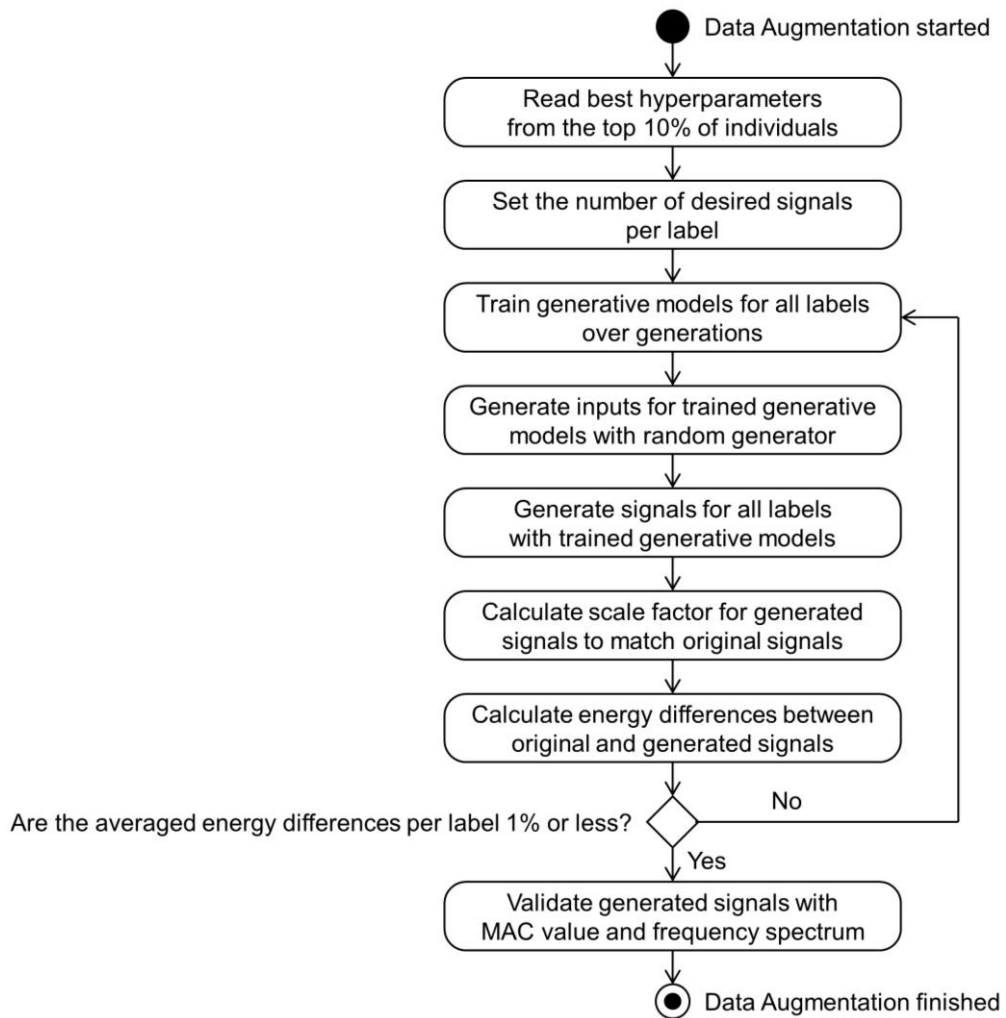 Data Augmentation started
Read best hyperparameters
from the top 10% of individuals
Set the number of desired signals
per label
Train generative models for all labels
over generations
Generate inputs for trained generative
models with random generator
Generate signals for all labels
with trained generative models
Calculate scale factor for generated
signals to match original signals
Calculate energy differences between
original and generated signals
Are the averaged energy differences per label 1% or less?
No
Yes
Validate generated signals with
MAC value and frequency spectrum
Data Augmentation finished